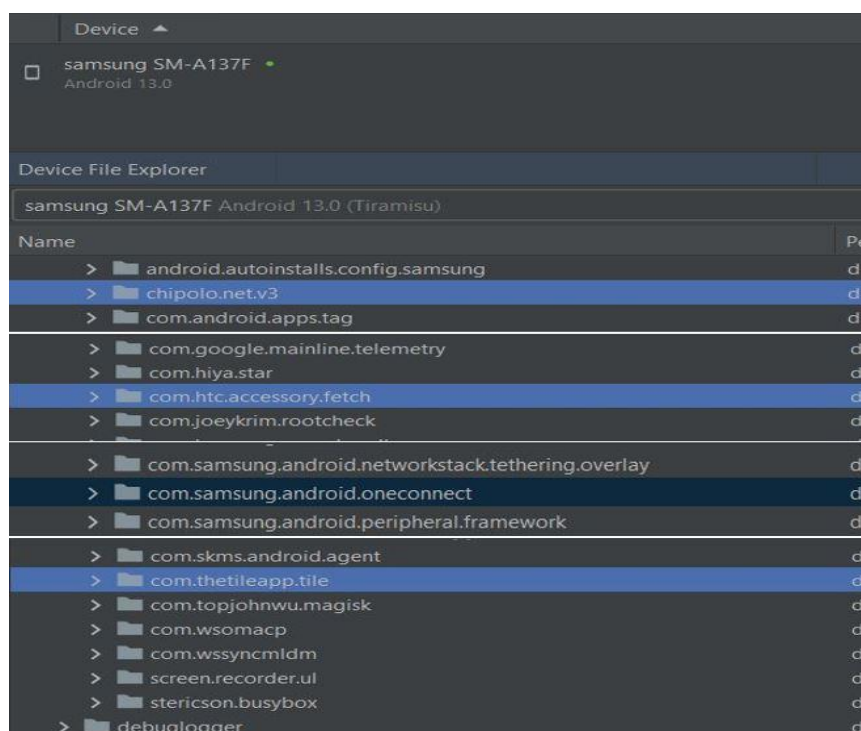 Device
samsung SM-A137F
Android 13.0
Device File Explorer
samsung SM-A137F Android 13.0 (Tiramisu)
Name
android.autoinstalls.config.samsung d
chipolo.net.v3 d
com.android.apps.tag d
com.google.mainline.telemetry d
com.hiya.star d
com.htc.accessory.fetch d
com.joeykrim.rootcheck d
com.samsung.android.networkstack.tethering.overlay d
com.samsung.android.oneconnect d
com.samsung.android.peripheral.framework d
com.skms.android.agent d
com.thetileapp.tile d
com.topjohnwu.magisk d
com.wsomacp d
com.wssyncmldm d
screen.recorder.ul d
stericson.busybox d
debuglogger d